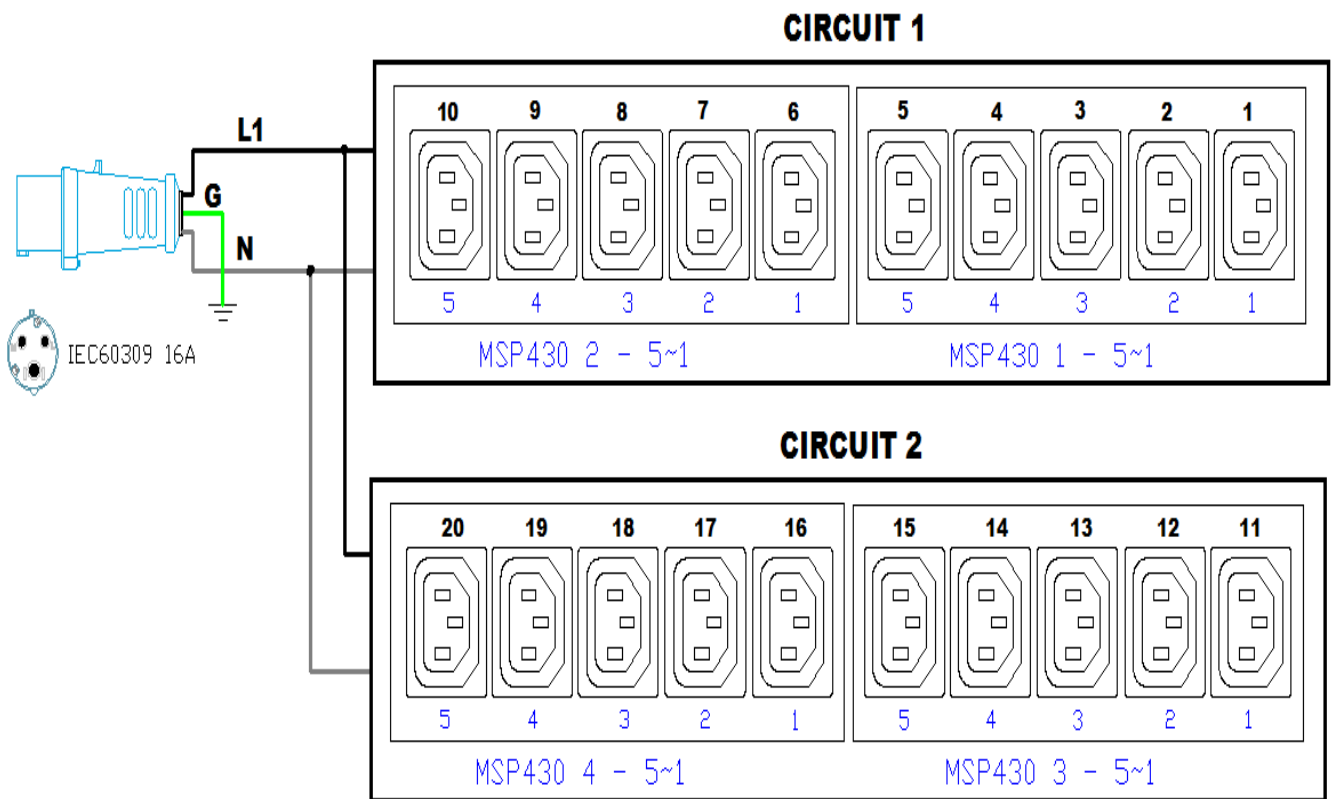 CIRCUIT 1
10 9 8 7 6 5 4 3 2 1
L1
G
N
5 4 3 2 1 5 4 3 2 1
IEC60309 16A
MSP430 2 - 5~1 MSP430 1 - 5~1
CIRCUIT 2
20 19 18 17 16 15 14 13 12 11
5 4 3 2 1 5 4 3 2 1
MSP430 4 - 5~1 MSP430 3 - 5~1